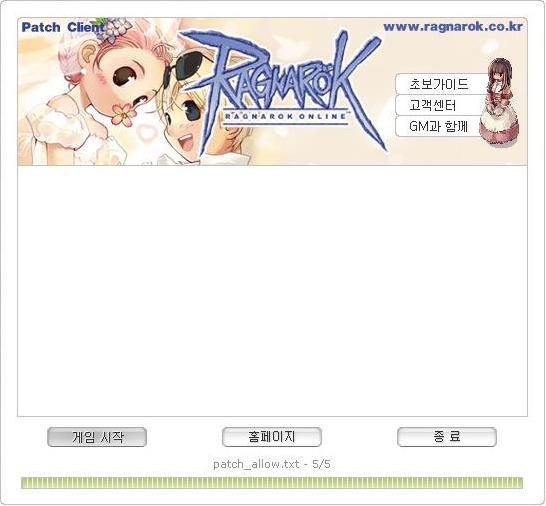 Patch Client
www.ragnarok.co.kr
RAGNARÖK
RAGNAROK ONLINE
초보가이드
고객센터
GM과 함께
게임 시작
홈페이지
종 료
patch_allow.txt - 5/5